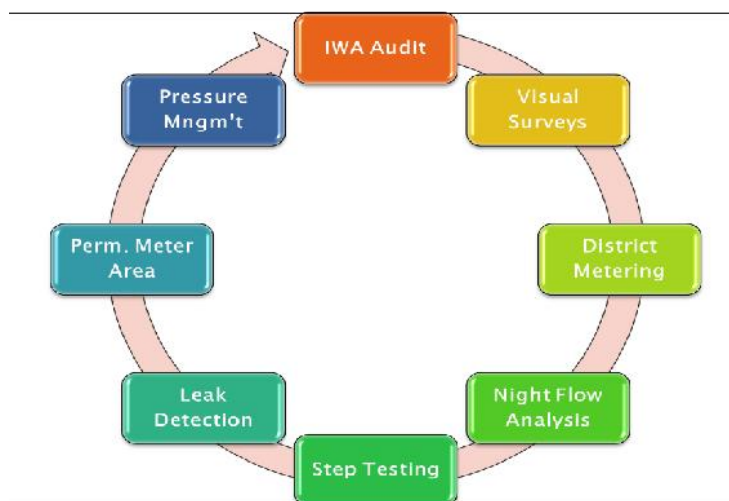 IWA Audit
Visual
Surveys
District
Metering
Night Flow
Analysis
Step Testing
Leak
Detection
Perm. Meter
Area
Pressure
Mngm't